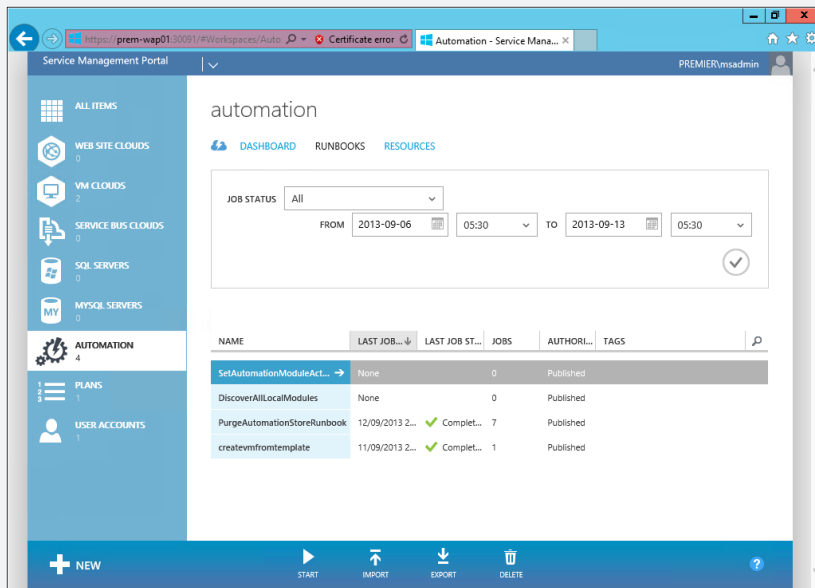 https://prem-wap01:30091/#Workspaces/Auto
Certificate error
Automation - Service Mana...
Service Management Portal
PREMIER\msadmin
ALL ITEMS
WEB SITE CLOUDS
0
VM CLOUDS
2
SERVICE BUS CLOUDS
0
SQL SERVERS
0
MY
MYSQL SERVERS
0
AUTOMATION
4
1
2
3
PLANS
1
USER ACCOUNTS
1
automation
DASHBOARD RUNBOOKS RESOURCES
JOB STATUS All
FROM 2013-09-06 05:30 TO 2013-09-13 05:30
NAME LAST JOB... LAST JOB ST... JOBS AUTHORI... TAGS
SetAutomationModuleAct... None 0 Published
DiscoverAllLocalModules None 0 Published
PurgeAutomationStoreRunbook 12/09/2013 2... Complet... 7 Published
createvmfromtemplate 11/09/2013 2... Complet... 1 Published
NEW
START IMPORT EXPORT DELETE
?